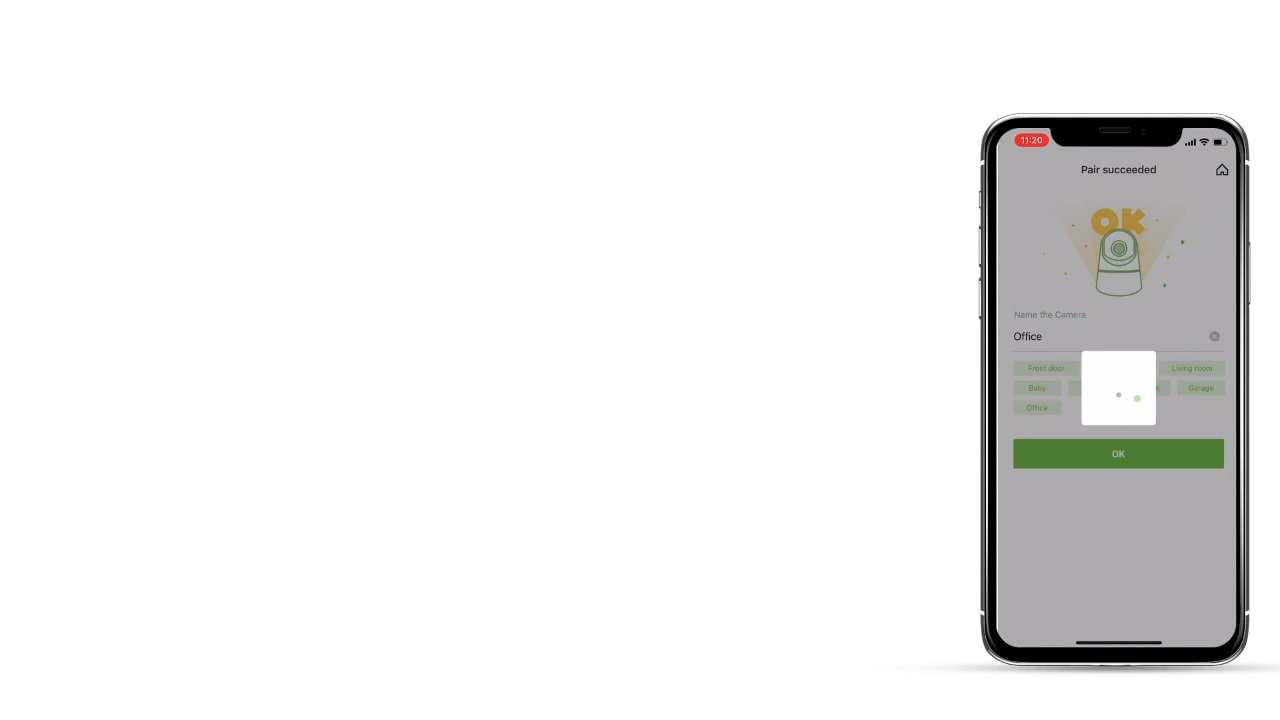 11:20
Pair succeeded
OK
Name the Camera
Office
Front door
Living room
Baby
Garage
Office
OK